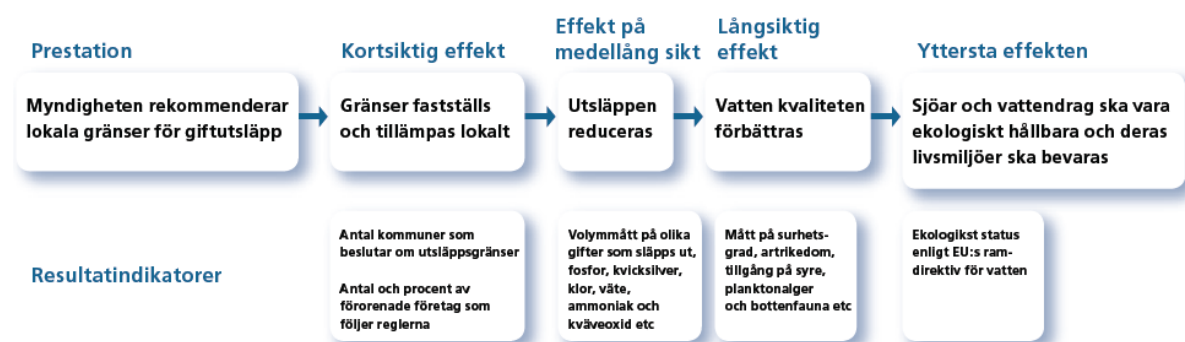 Prestation
Kortsiktig effekt
Effekt på
medellång sikt
Långsiktig
effekt
Yttersta effekten
Myndigheten rekommenderar
lokala gränser för giftutsläpp
Gränser fastställs
och tillämpas lokalt
Utsläppen
reduceras
Vatten kvaliteten
förbättras
Sjöar och vattendrag ska vara
ekologiskt hållbara och deras
livsmiljöer ska bevaras
Resultatindikatorer
Antal kommuner som
beslutar om utsläppsgränser
Antal och procent av
förorenade företag som
följer reglerna
Volymmått på olika
gifter som släpps ut,
fosfor, kvicksilver,
klor, väte,
ammoniak och
kväveoxid etc
Mått på surhets-
grad, artrikedom,
tillgång på syre,
planktonalger
och bottenfauna etc
Ekologikst status
enligt EU:s ram-
direktiv för vatten